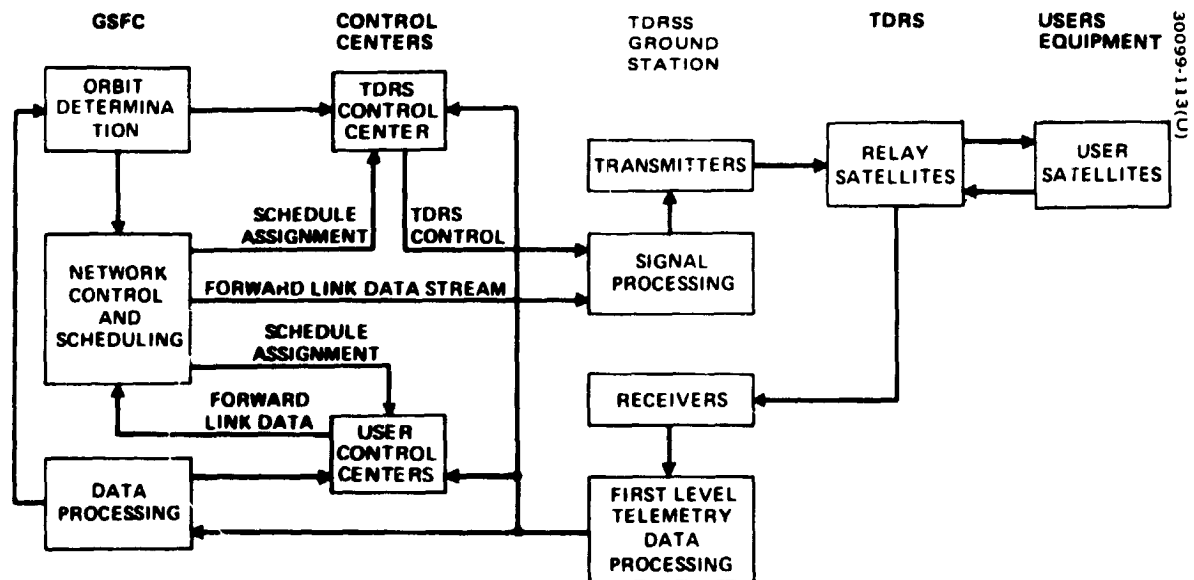 GSFC
CONTROL
CENTERS
TDRSS
GROUND
STATION
TDRS
USERS
EQUIPMENT
30099-113(U)
ORBIT
DETERMINA
TION
TDRS
CONTROL
CENTER
TRANSMITTERS
RELAY
SATELLITES
USER
SATELLITES
SCHEDULE
ASSIGNMENT
TDRS
CONTROL
NETWORK
CONTROL
AND
SCHEDULING
SIGNAL
PROCESSING
FORWARD LINK DATA STREAM
SCHEDULE
ASSIGNMENT
FORWARD
LINK DATA
RECEIVERS
USER
CONTROL
CENTERS
DATA
PROCESSING
FIRST LEVEL
TELEMETRY
DATA
PROCESSING